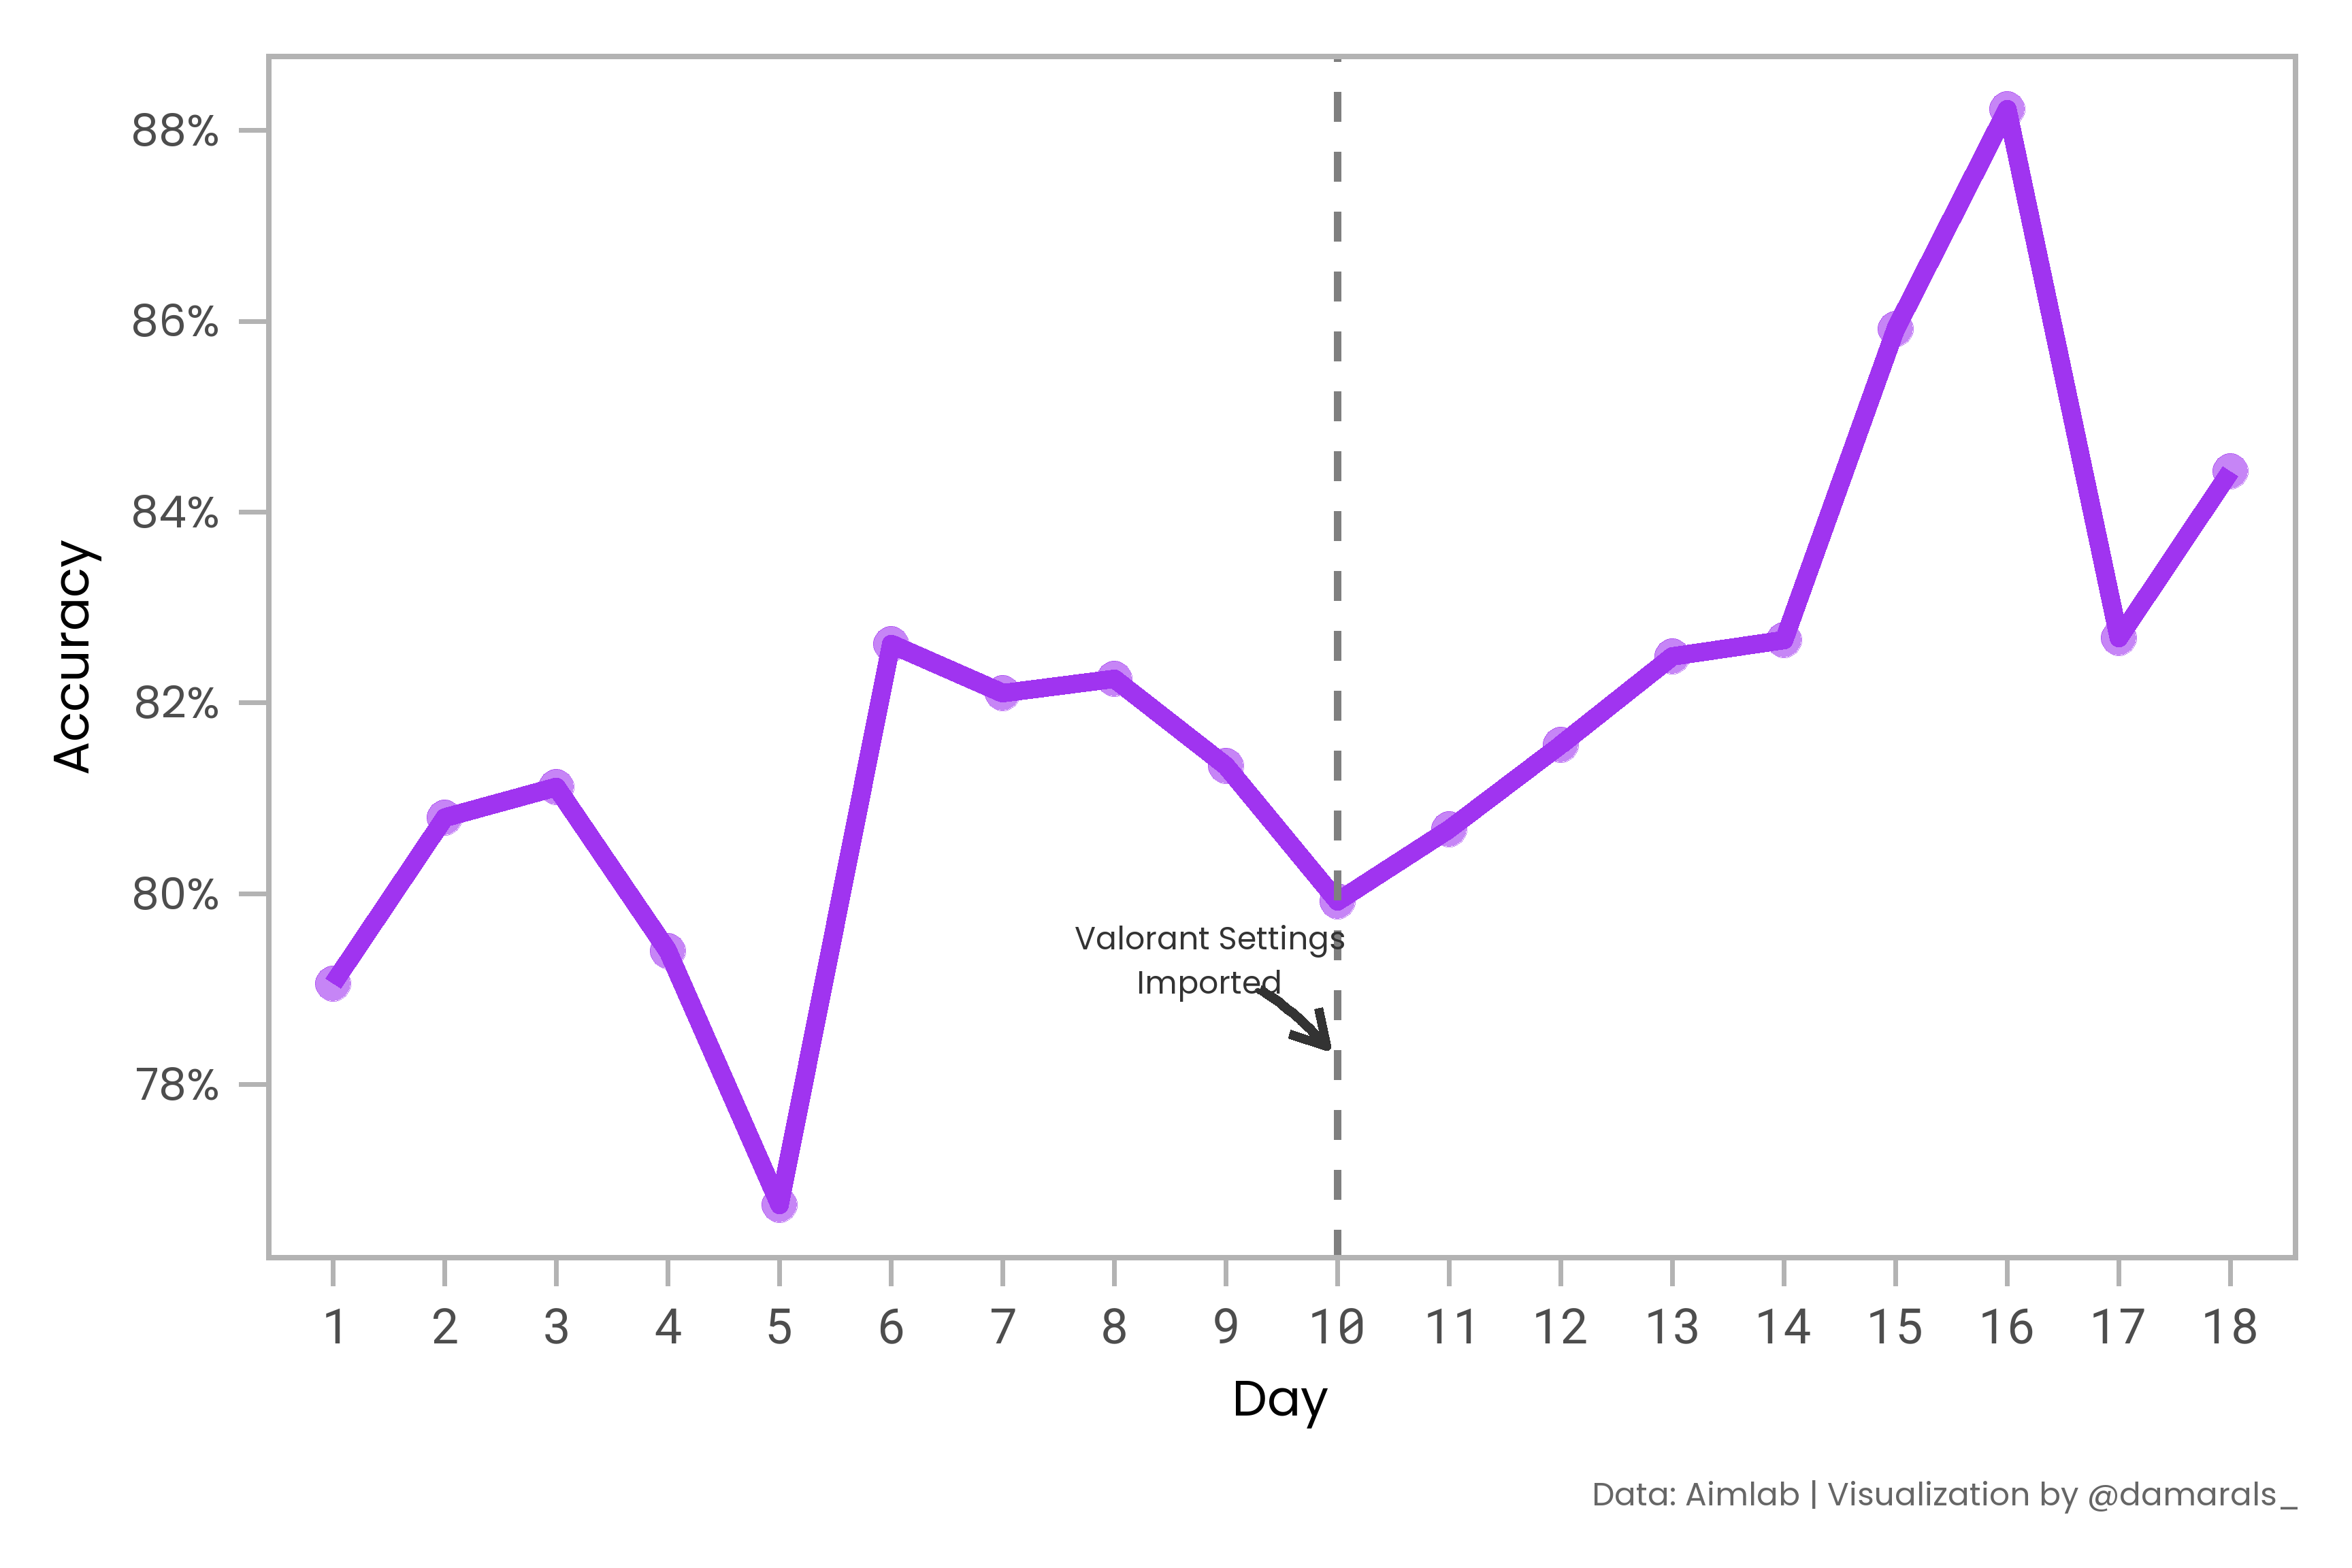 88%
86%
84%
82%
80%
78%
Accuracy
Valorant Settings
Imported
1 2 3 4 5 6 7 8 9 10 11 12 13 14 15 16 17 18
Day
Data: Aimlab | Visualization by @damarals_